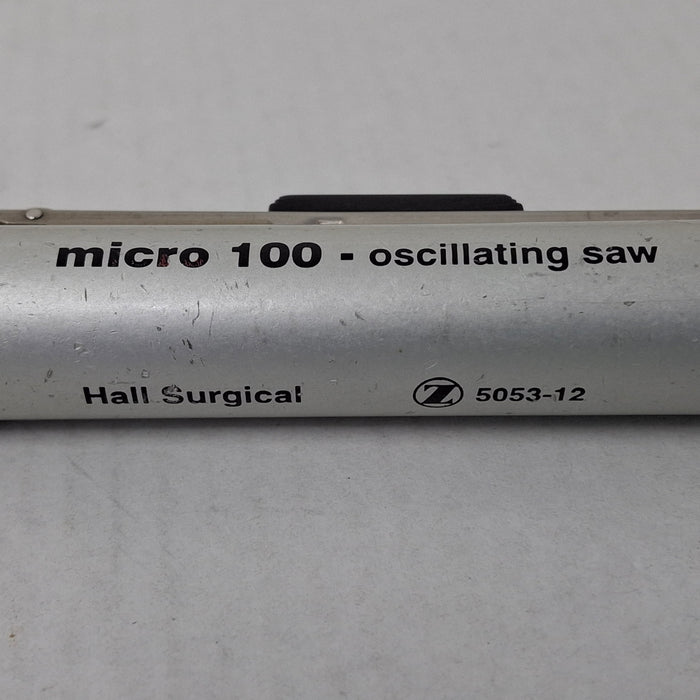 micro 100 - oscillating saw
Hall Surgical
Z 5053-12